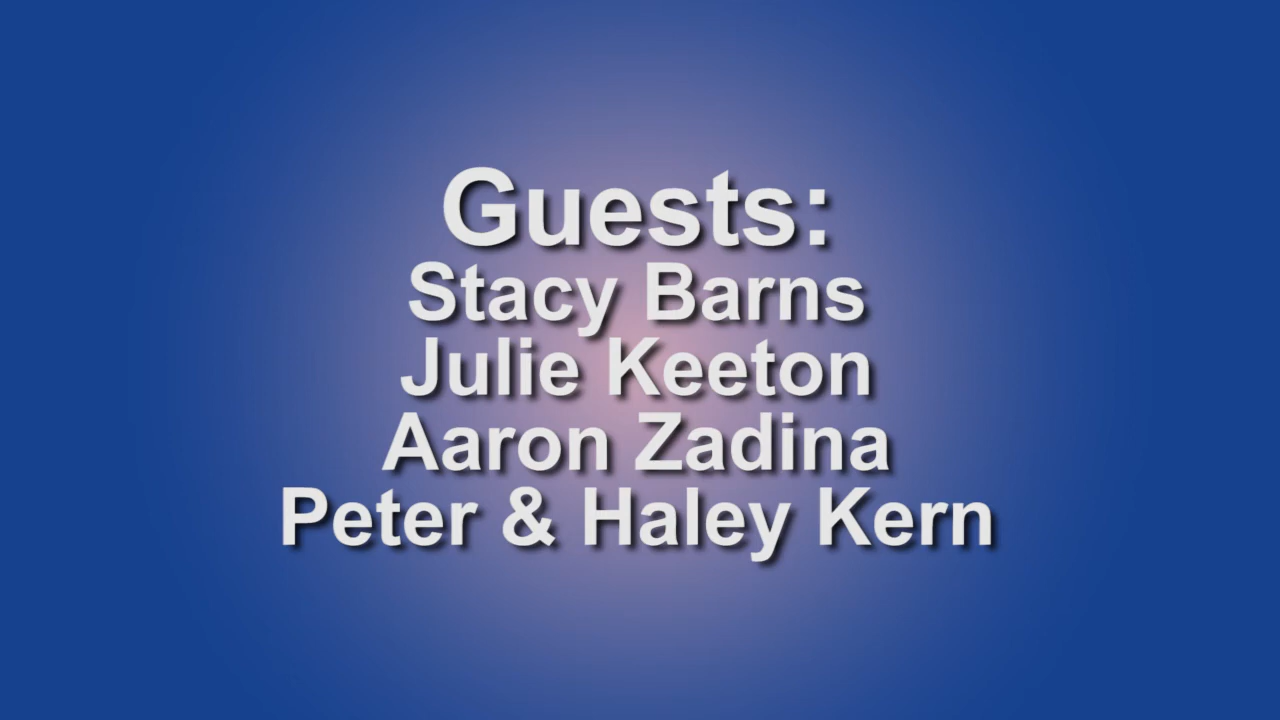 Guests:
Stacy Barns
Julie Keeton
Aaron Zadina
Peter & Haley Kern